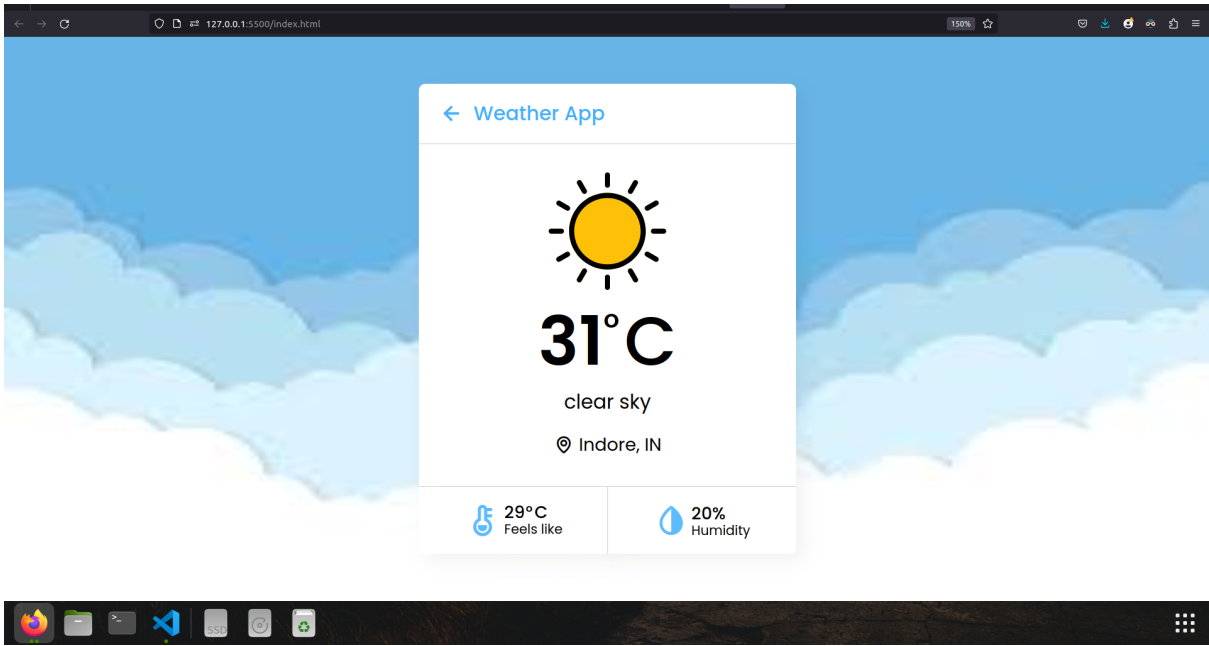 127.0.0.1:5500/index.html 150%
Weather App
31°C
clear sky
Indore, IN
29°C
Feels like
20%
Humidity
SSD